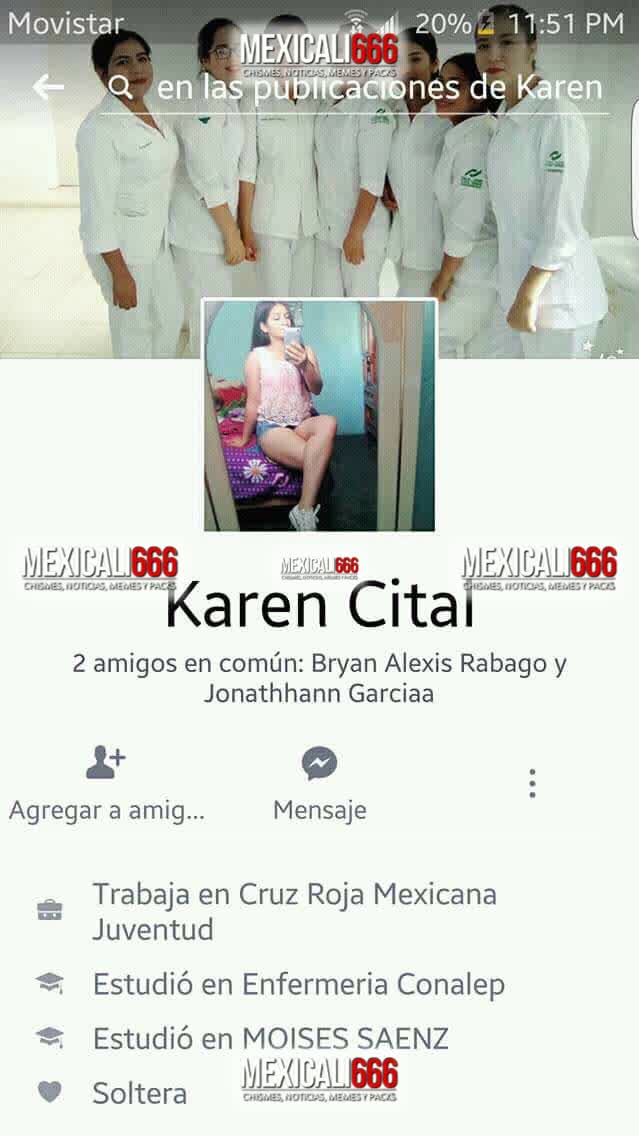 Movistar 20% 11:51 PM
MEXICALI666
CHISMES, NOTICIAS, MEMES Y PACKS
en las publicaciones de Karen
MEXICALI666
CHISMES, NOTICIAS, MEMES Y PACKS
MEXICALI666
CHISMES, NOTICIAS, MEMES Y PACKS
MEXICALI666
CHISMES, NOTICIAS, MEMES Y PACKS
Karen Cital
2 amigos en común: Bryan Alexis Rabago y
Jonathhann Garciaa
Agregar a amig...
Mensaje
Trabaja en Cruz Roja Mexicana
Juventud
Estudió en Enfermeria Conalep
Estudió en MOISES SAENZ
MEXICALI666
CHISMES, NOTICIAS, MEMES Y PACKS
Soltera